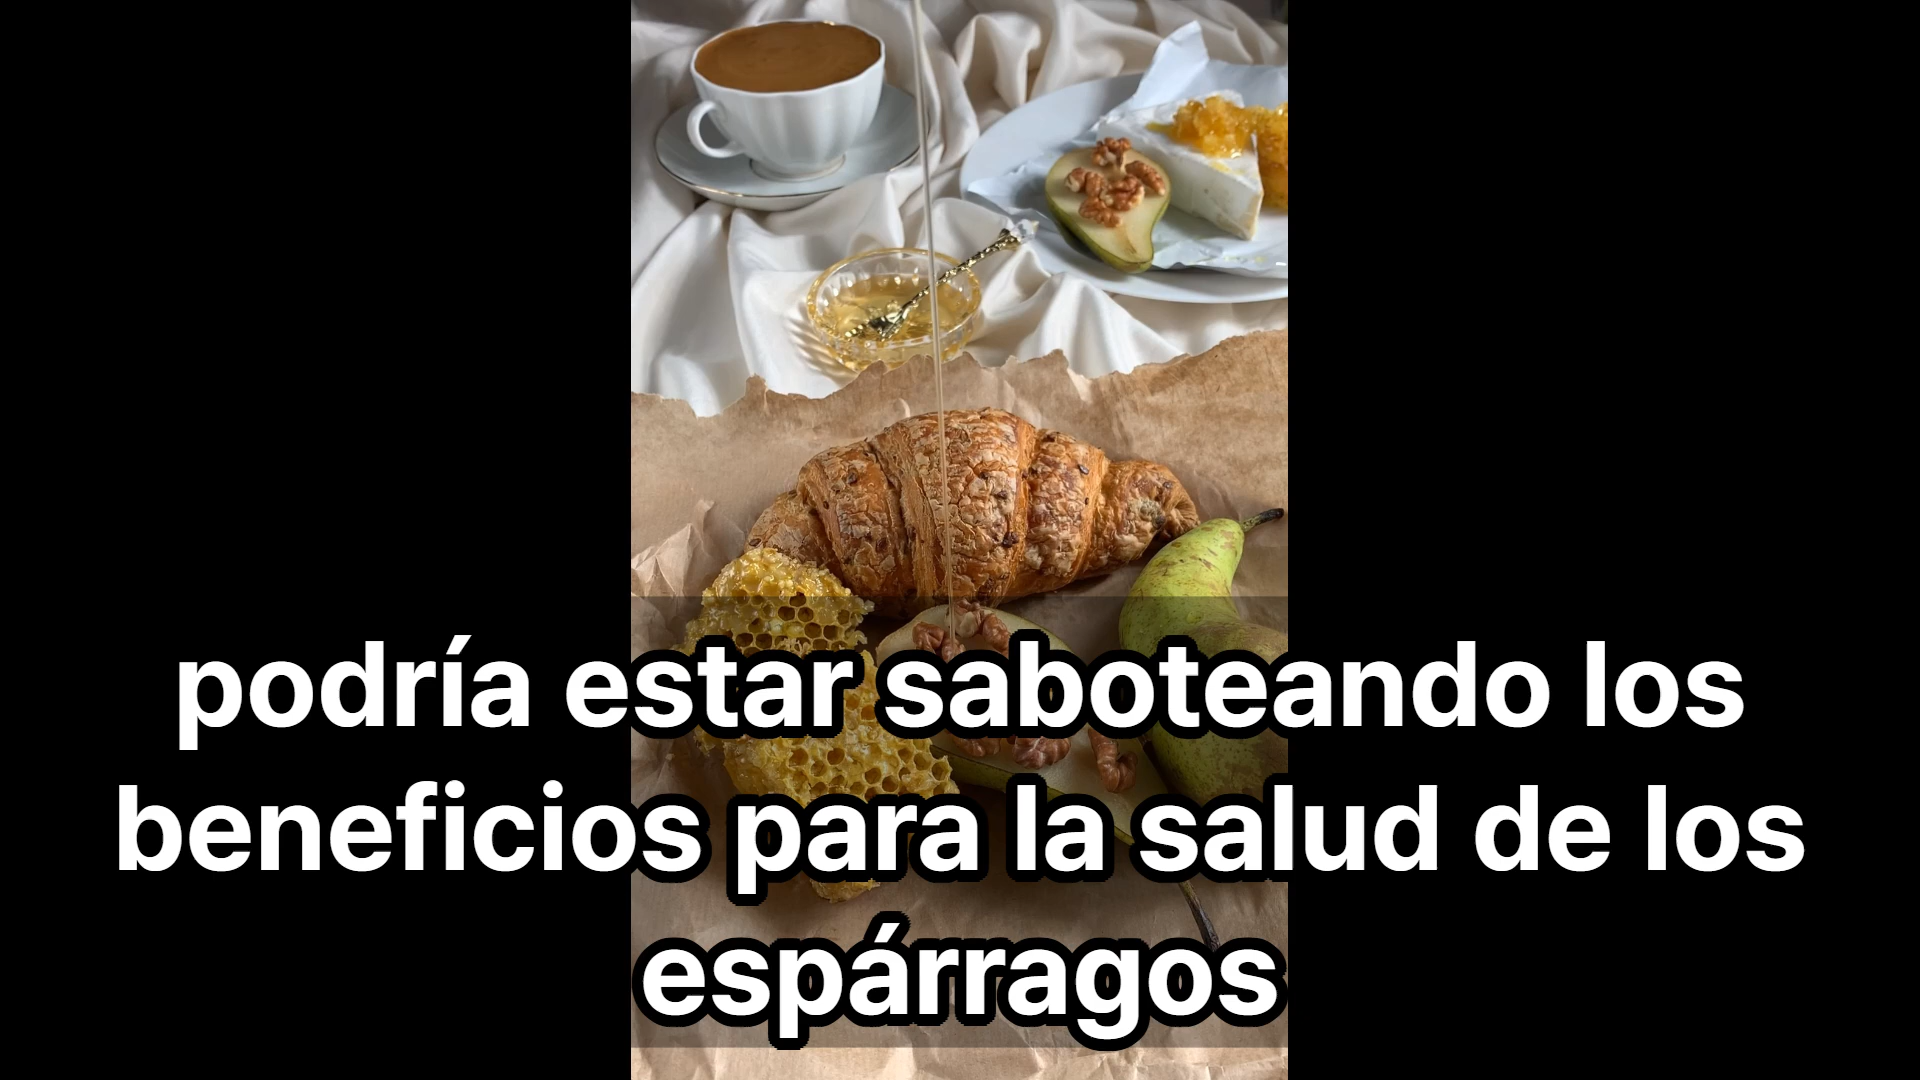 podría estar saboteando los
beneficios para la salud de los
espárragos